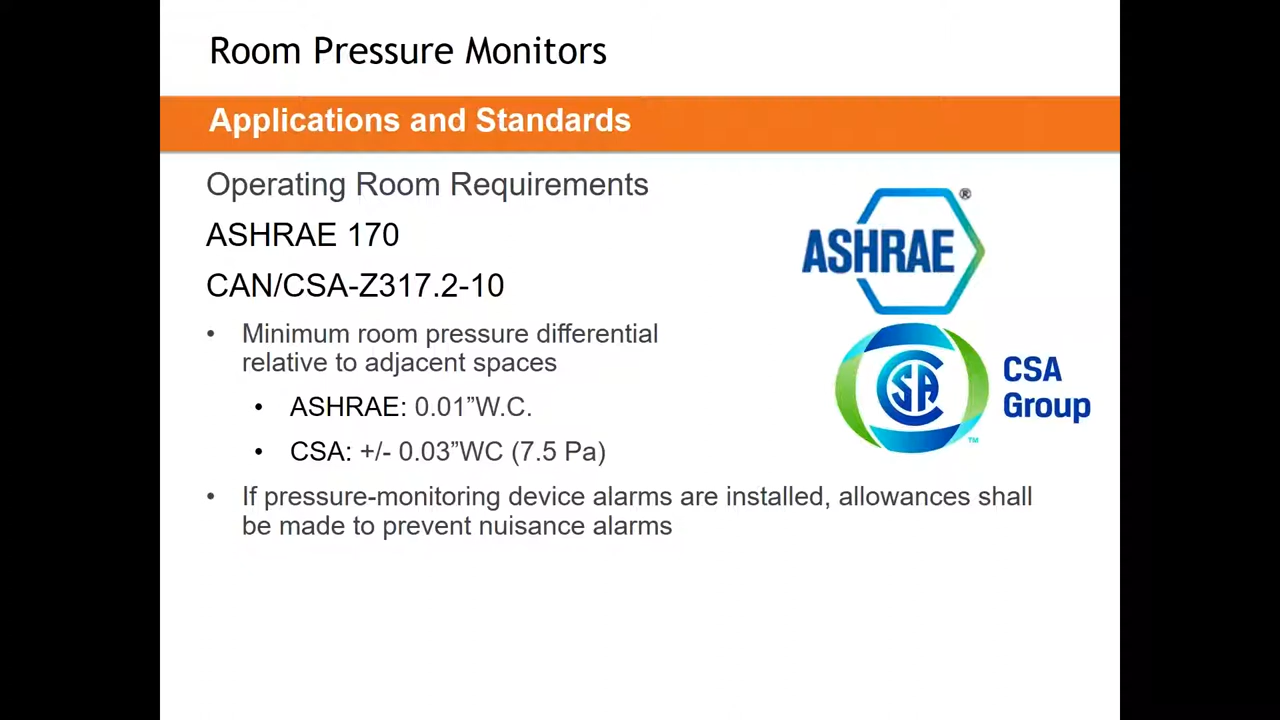 Room Pressure Monitors
Applications and Standards
Operating Room Requirements
ASHRAE 170
CAN/CSA-Z317.2-10
• Minimum room pressure differential
relative to adjacent spaces
• ASHRAE: 0.01”W.C.
• CSA: +/- 0.03”WC (7.5 Pa)
• If pressure-monitoring device alarms are installed, allowances shall
be made to prevent nuisance alarms
ASHRAE®
CSA
CSA
Group
™